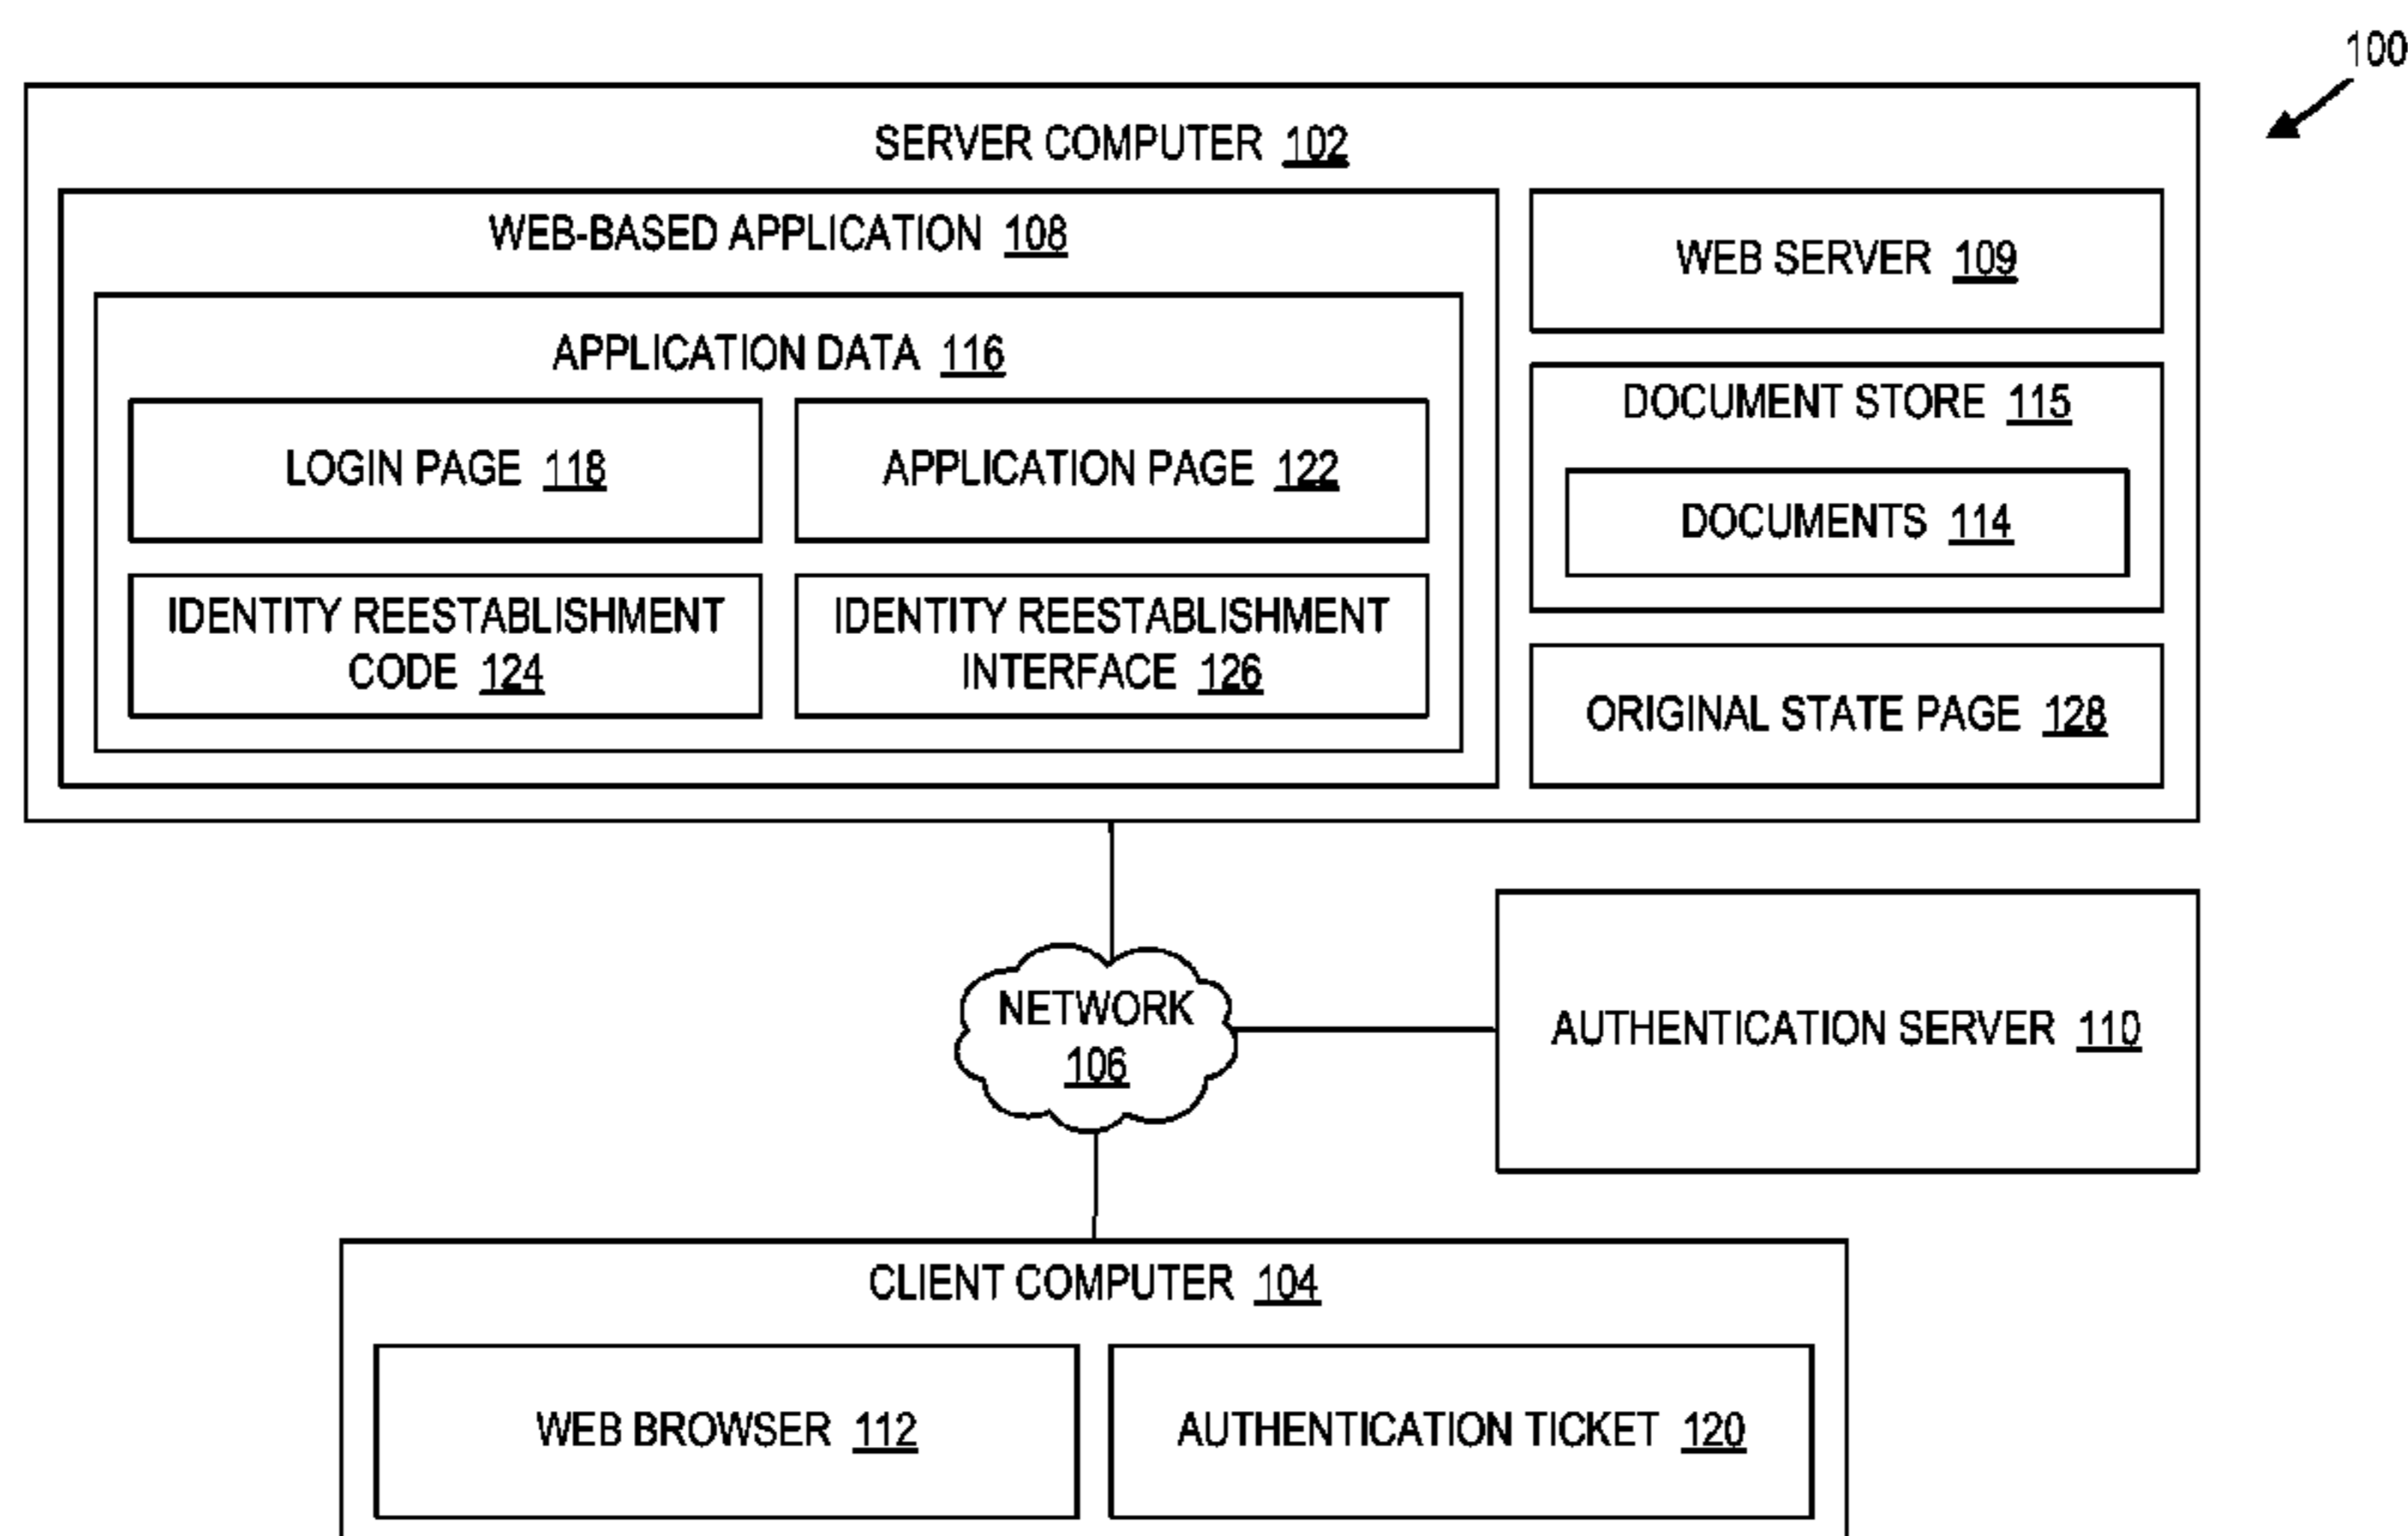 100
SERVER COMPUTER 102
WEB-BASED APPLICATION 108
APPLICATION DATA 116
LOGIN PAGE 118
APPLICATION PAGE 122
IDENTITY REESTABLISHMENT
CODE 124
IDENTITY REESTABLISHMENT
INTERFACE 126
WEB SERVER 109
DOCUMENT STORE 115
DOCUMENTS 114
ORIGINAL STATE PAGE 128
NETWORK
106
AUTHENTICATION SERVER 110
CLIENT COMPUTER 104
WEB BROWSER 112
AUTHENTICATION TICKET 120